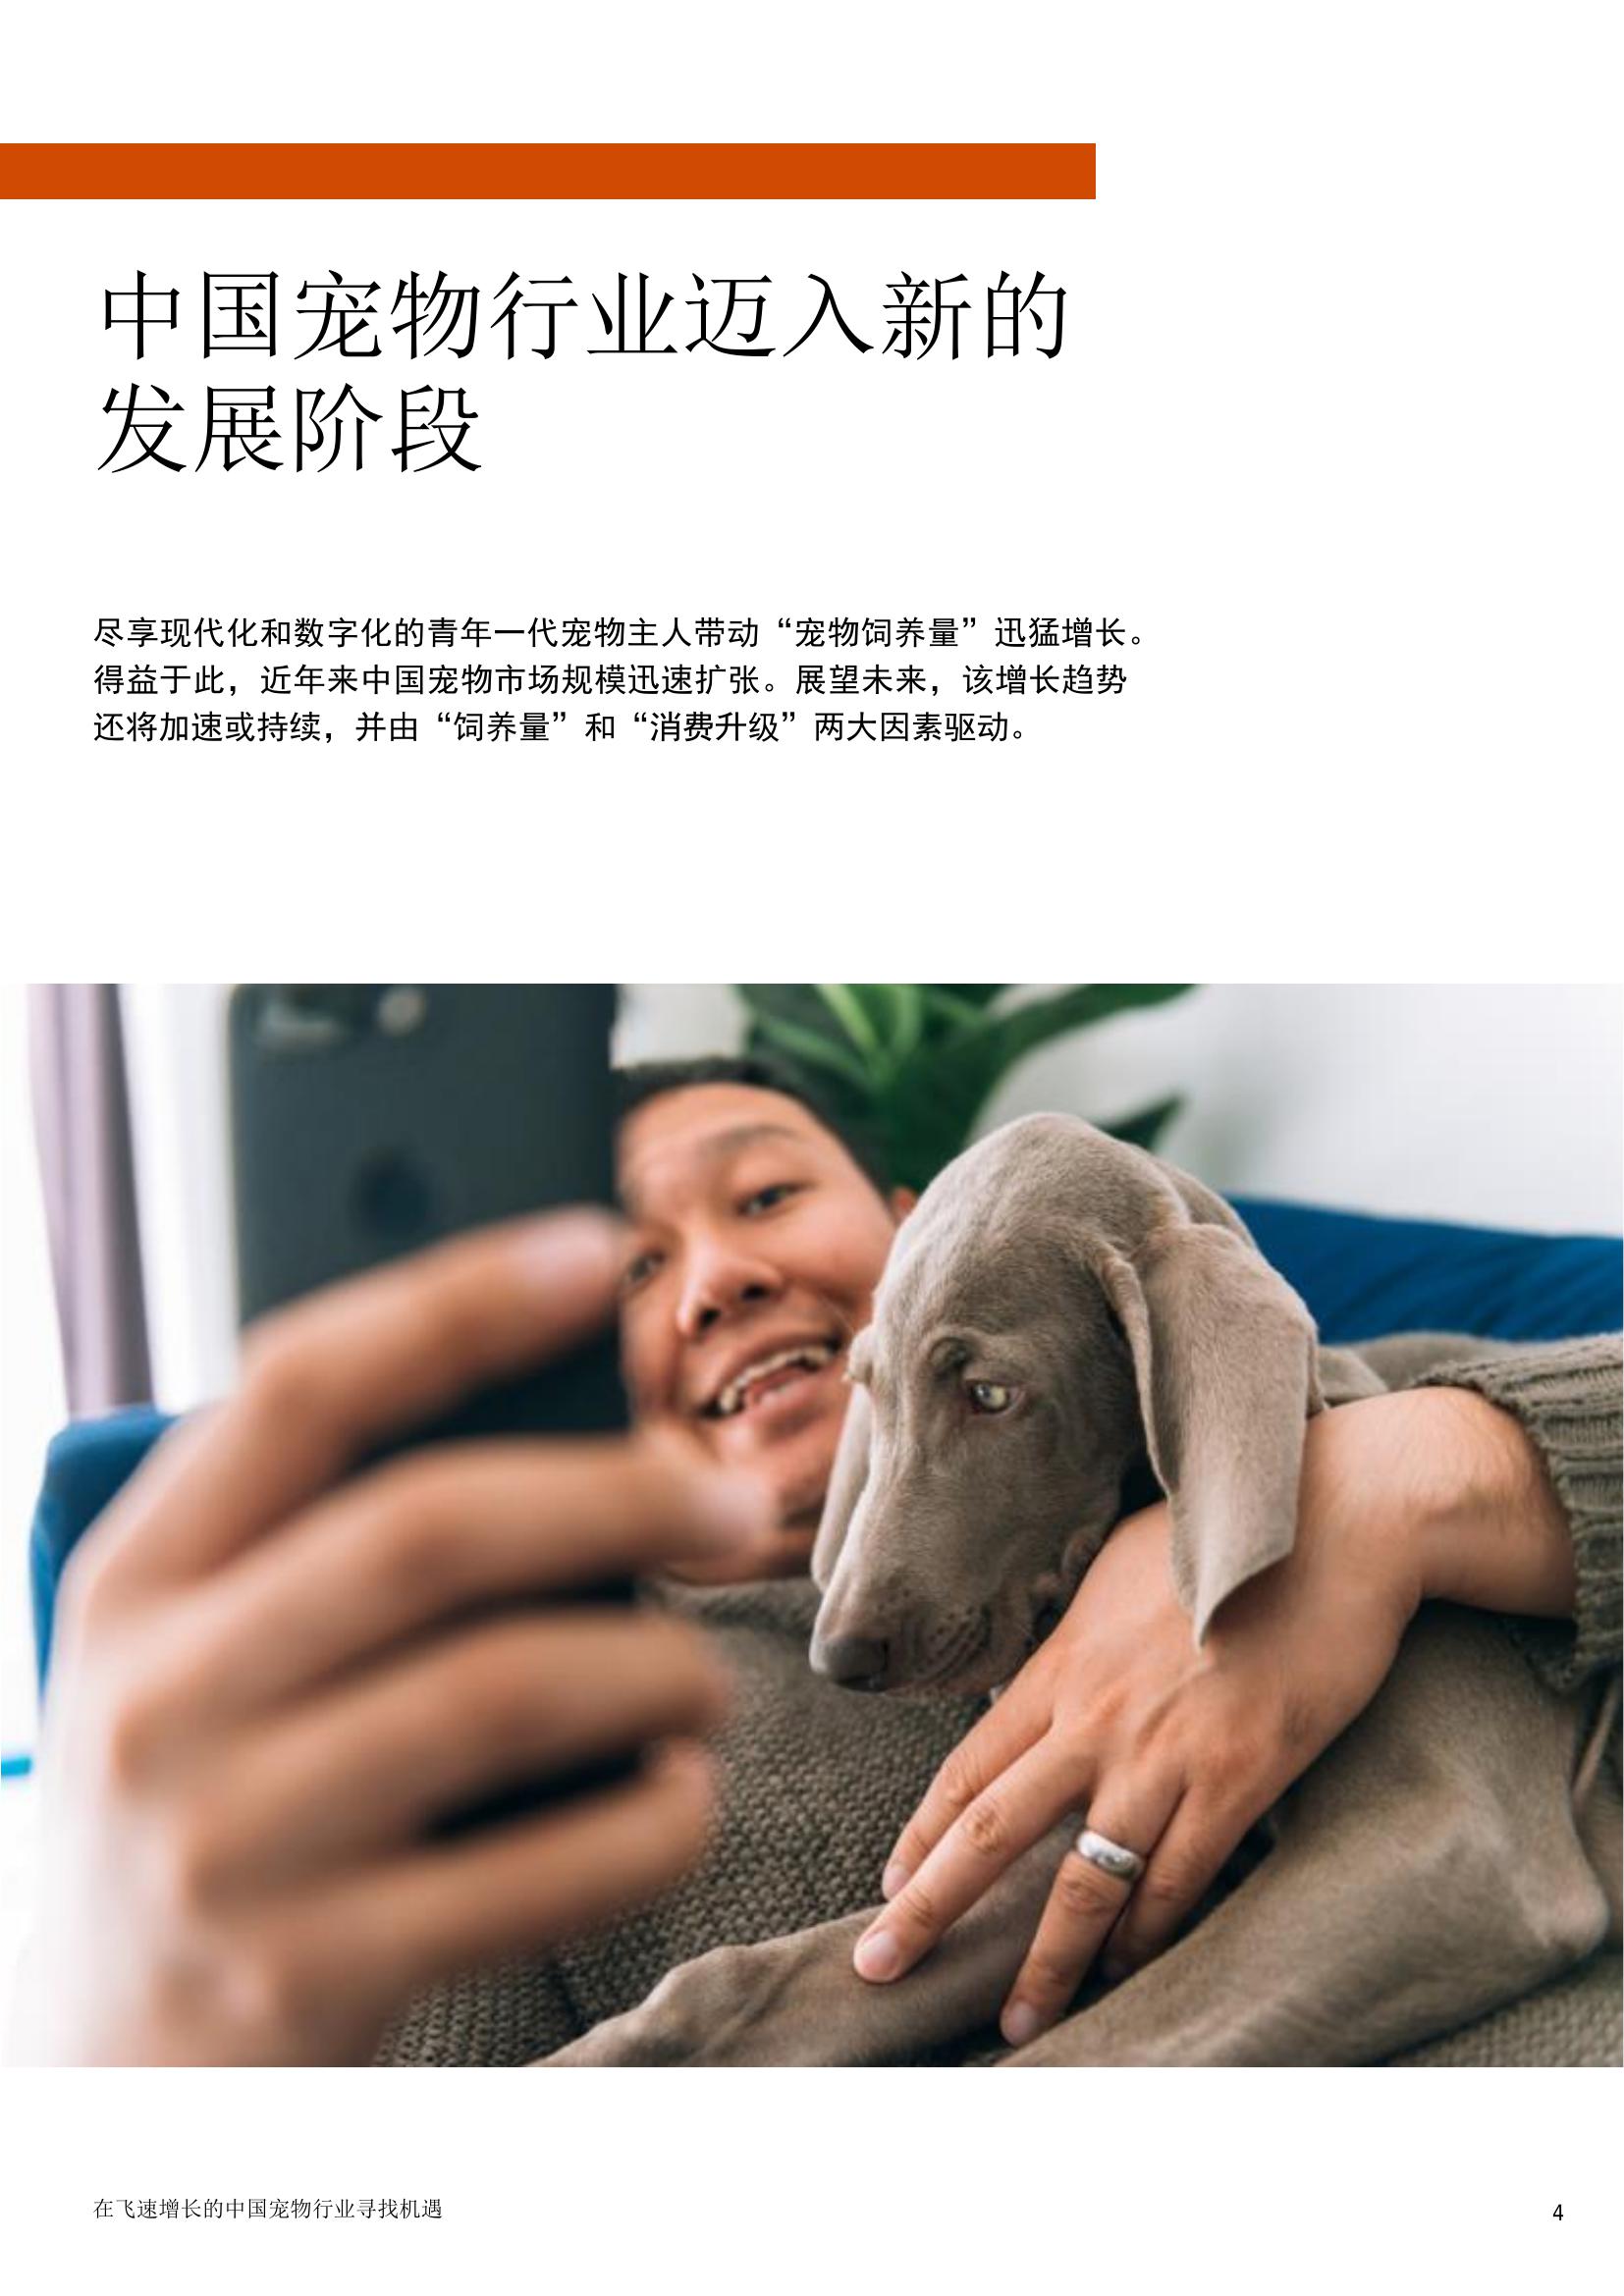 中国宠物行业迈入新的
发展阶段
尽享现代化和数字化的青年一代宠物主人带动“宠物饲养量”迅猛增长。
得益于此，近年来中国宠物市场规模迅速扩张。展望未来，该增长趋势
还将加速或持续，并由“饲养量”和“消费升级”两大因素驱动。
在飞速增长的中国宠物行业寻找机遇
4